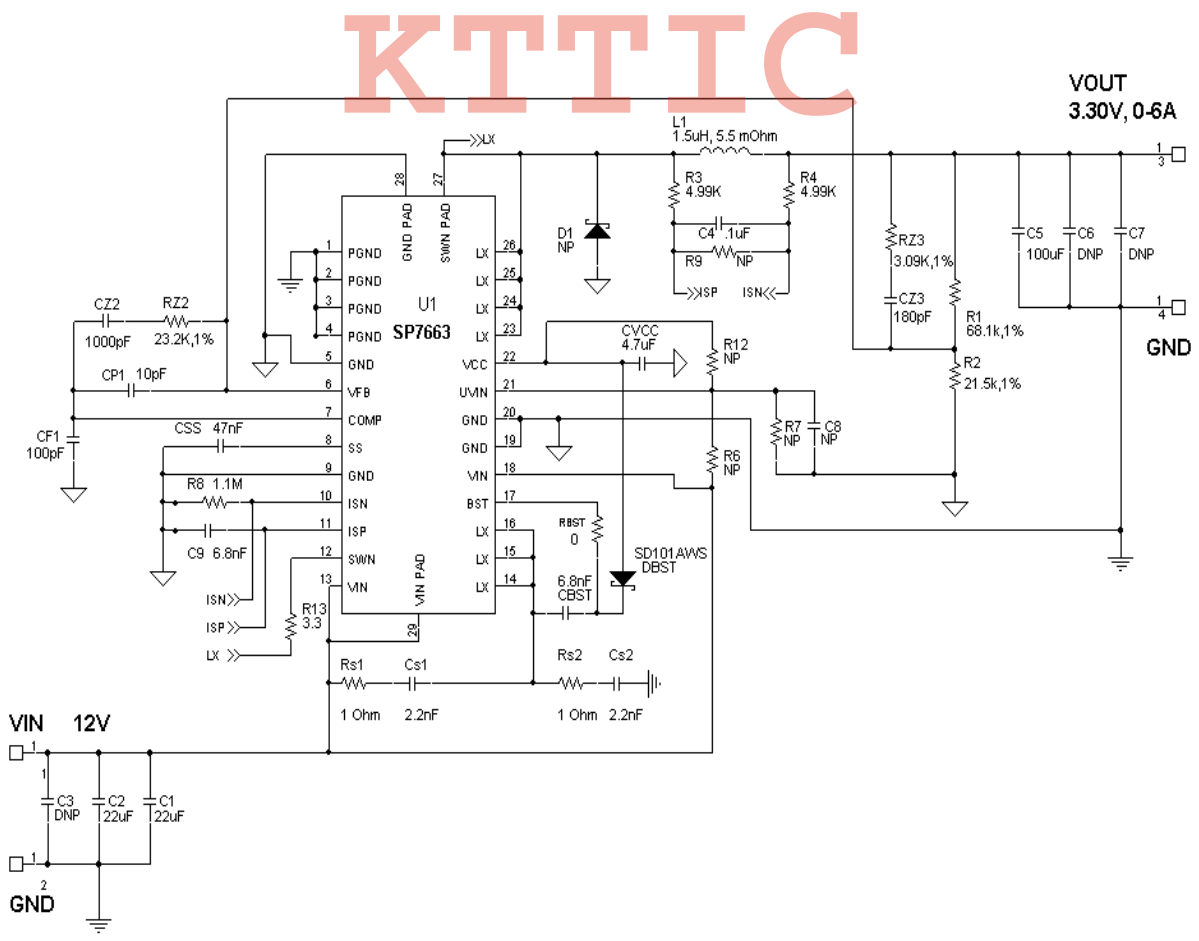 KTTIC
VOUT
3.30V, 0-6A
L1
1.5uH, 5.5 mOhm
LX
1
3
28
27
GND PAD
SWN PAD
R3
4.99K
R4
4.99K
C4
.1uF
R9
NP
ISP
ISN
D1
NP
RZ3
3.09K,1%
CZ3
180pF
R1
68.1k,1%
R2
21.5k,1%
C5
100uF
C6
DNP
C7
DNP
1
4
GND
U1
SP7663
1
PGND
2
PGND
3
PGND
4
PGND
5
GND
6
VFB
7
COMP
8
SS
9
GND
10
ISN
11
ISP
12
SWN
13
VIN
26
LX
25
LX
24
LX
23
LX
22
VCC
21
UVIN
20
GND
19
GND
18
VIN
17
BST
16
LX
15
LX
14
LX
VIN PAD
29
CZ2
1000pF
RZ2
23.2K,1%
CP1
10pF
CF1
100pF
CSS
47nF
R8
1.1M
C9
6.8nF
ISN
ISP
LX
R13
3.3
CVCC
4.7uF
R12
NP
R7
NP
C8
NP
R6
NP
RBST
0
SD101AWS
DBST
6.8nF
CBST
Rs1
Cs1
1 Ohm
2.2nF
Rs2
Cs2
1 Ohm
2.2nF
VIN
12V
1
1
C3
DNP
C2
22uF
C1
22uF
1
2
GND